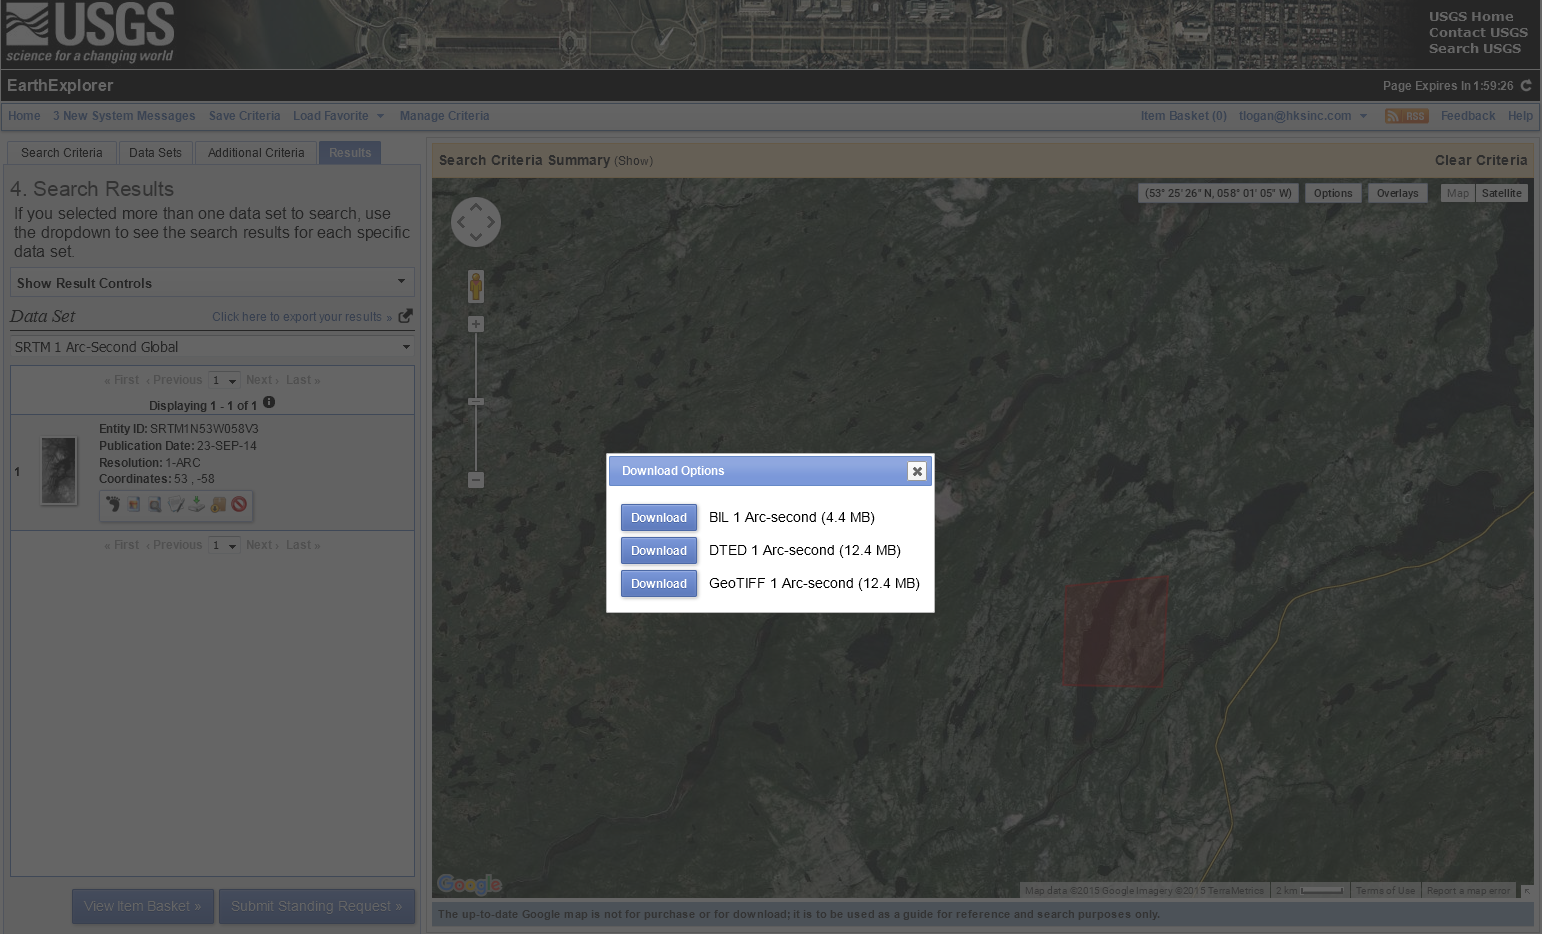 USGS
science for a changing world
USGS Home
Contact USGS
Search USGS
EarthExplorer
Page Expires In 1:59:26
Home 3 New System Messages Save Criteria Load Favorite Manage Criteria
Item Basket (0) tlogan@hksinc.com RSS Feedback Help
Search Criteria Data Sets Additional Criteria Results
4. Search Results
If you selected more than one data set to search, use
the dropdown to see the search results for each specific
data set.
Show Result Controls
Data Set Click here to export your results »
SRTM 1 Arc-Second Global
« First ‹ Previous 1 Next › Last »
Displaying 1 - 1 of 1
1
Entity ID: SRTM1N53W058V3
Publication Date: 23-SEP-14
Resolution: 1-ARC
Coordinates: 53 , -58
« First ‹ Previous 1 Next › Last »
View Item Basket » Submit Standing Request »
Search Criteria Summary (Show) Clear Criteria
(53° 25' 26" N, 058° 01' 05" W) Options Overlays Map Satellite
Download Options
Download BIL 1 Arc-second (4.4 MB)
Download DTED 1 Arc-second (12.4 MB)
Download GeoTIFF 1 Arc-second (12.4 MB)
Google
Map data ©2015 Google Imagery ©2015 TerraMetrics 2 km Terms of Use Report a map error
The up-to-date Google map is not for purchase or for download; it is to be used as a guide for reference and search purposes only.